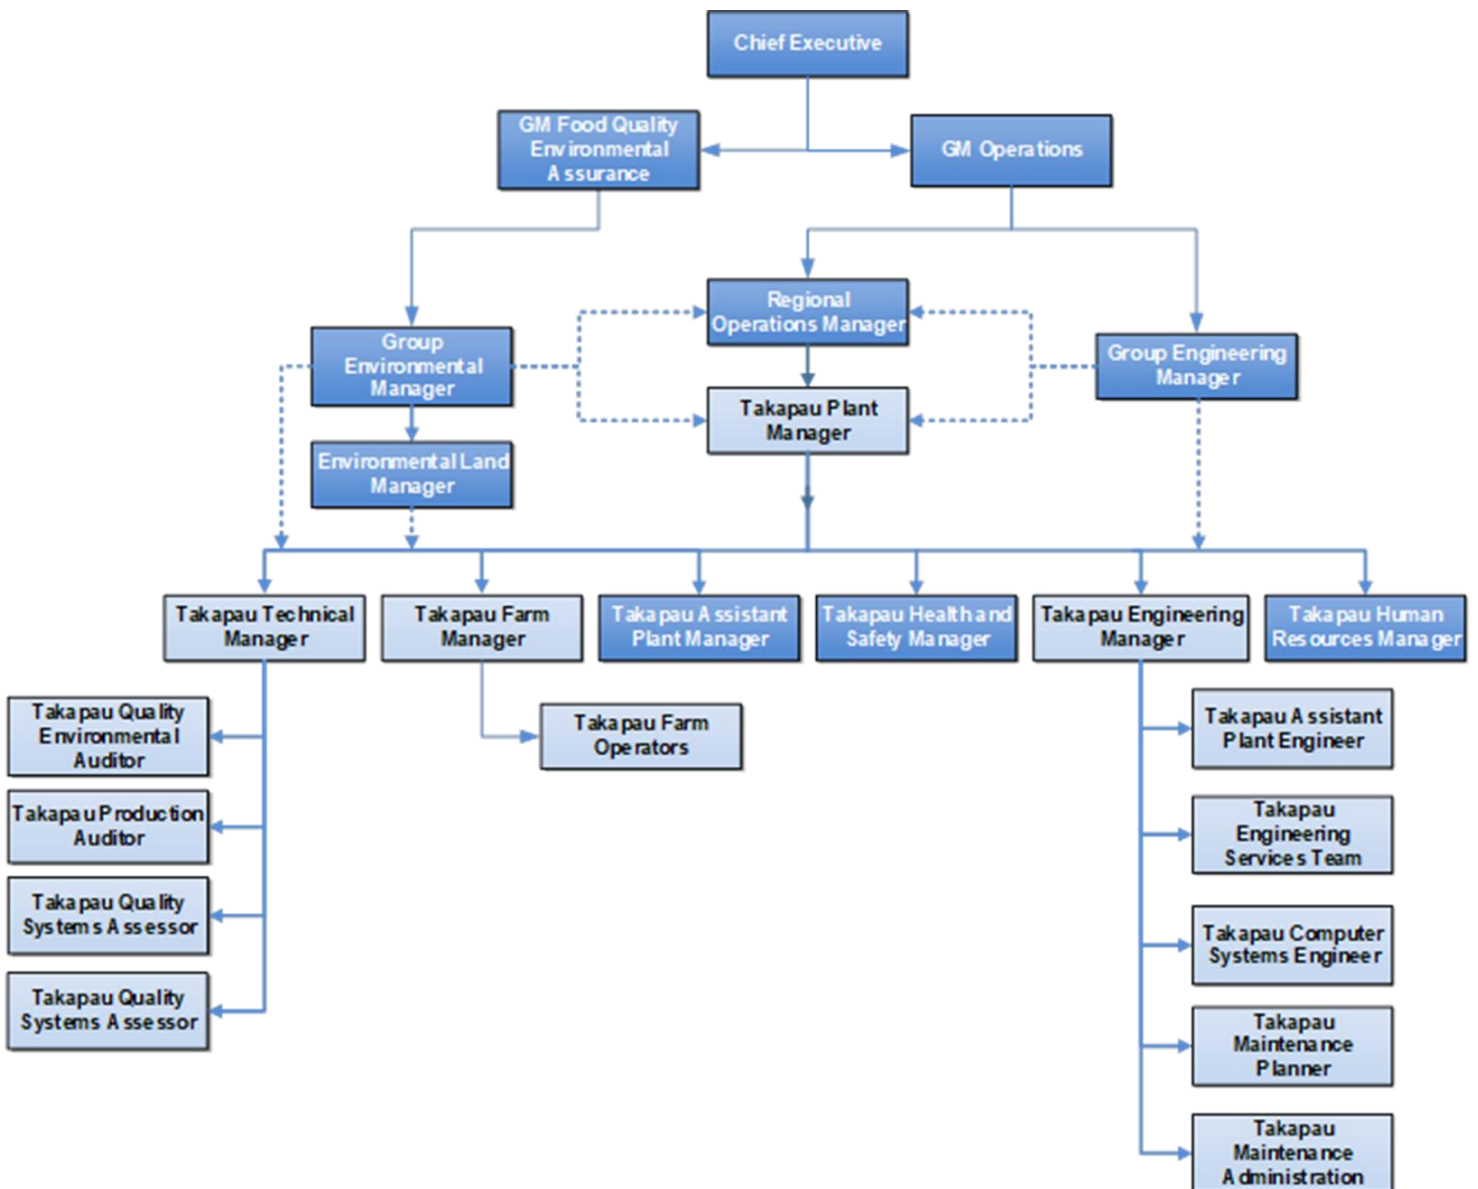 Chief Executive
GM Food Quality
Environmental
Assurance
GM Operations
Regional
Operations Manager
Group
Environmental
Manager
Group Engineering
Manager
Takapau Plant
Manager
Environmental Land
Manager
Takapau Technical
Manager
Takapau Farm
Manager
Takapau Assistant
Plant Manager
Takapau Health and
Safety Manager
Takapau Engineering
Manager
Takapau Human
Resources Manager
Takapau Quality
Environmental
Auditor
Takapau Production
Auditor
Takapau Quality
Systems Assessor
Takapau Quality
Systems Assessor
Takapau Farm
Operators
Takapau Assistant
Plant Engineer
Takapau
Engineering
Services Team
Takapau Computer
Systems Engineer
Takapau
Maintenance
Planner
Takapau
Maintenance
Administration